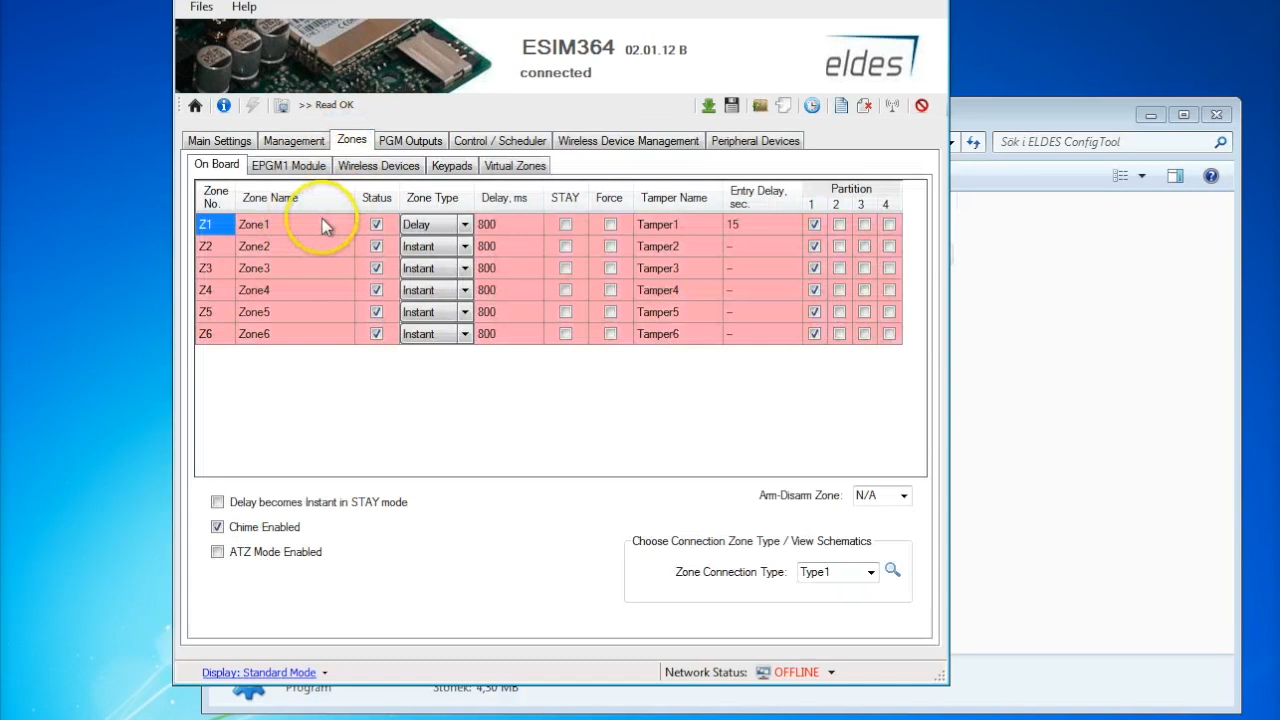 Files Help
ESIM364 02.01.12 B
connected
eldes
>> Read OK
Main Settings Management Zones PGM Outputs Control / Scheduler Wireless Device Management Peripheral Devices
On Board EPGM1 Module Wireless Devices Keypads Virtual Zones
Zone No. Zone Name Status Zone Type Delay, ms STAY Force Tamper Name Entry Delay, sec. Partition 1 2 3 4
Z1 Zone1 Delay 800 Tamper1 15
Z2 Zone2 Instant 800 Tamper2 –
Z3 Zone3 Instant 800 Tamper3 –
Z4 Zone4 Instant 800 Tamper4 –
Z5 Zone5 Instant 800 Tamper5 –
Z6 Zone6 Instant 800 Tamper6 –
Delay becomes Instant in STAY mode
Chime Enabled
ATZ Mode Enabled
Arm-Disarm Zone: N/A
Choose Connection Zone Type / View Schematics
Zone Connection Type: Type1
Display: Standard Mode
Network Status: OFFLINE
Sök i ELDES ConfigTool
Program Storlek: 4,50 MB